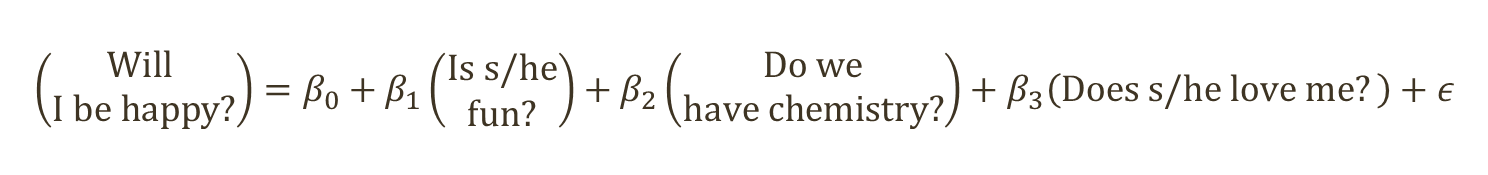 (Will I be happy?) = β₀ + β₁(Is s/he fun?) + β₂(Do we have chemistry?) + β₃(Does s/he love me?) + ϵ